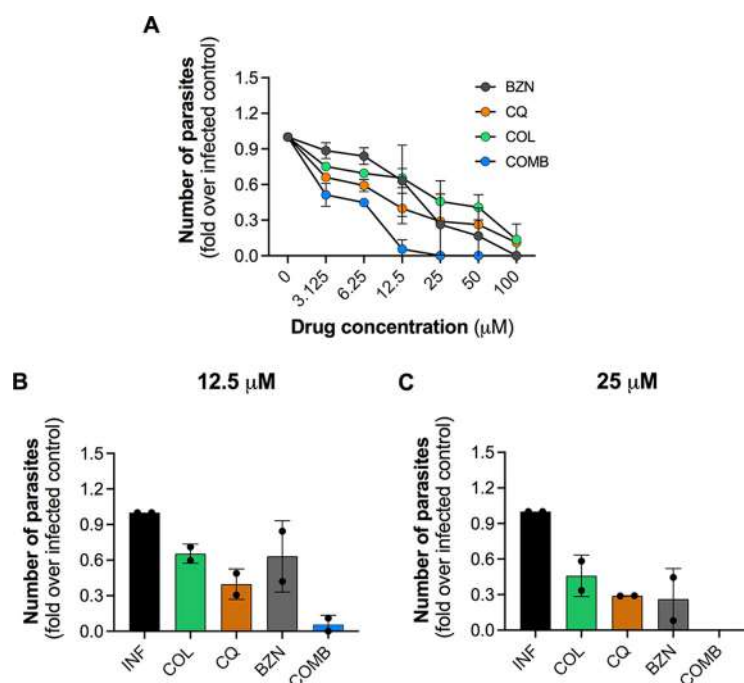 A
Number of parasites
(fold over infected control)
1.5
1.2
0.9
0.6
0.3
0.0
BZN
CQ
COL
COMB
0
3.125
6.25
12.5
25
50
100
Drug concentration (μM)
B
12.5 μM
Number of parasites
(fold over infected control)
1.5
1.2
0.9
0.6
0.3
0.0
INF
COL
CQ
BZN
COMB
C
25 μM
Number of parasites
(fold over infected control)
1.5
1.2
0.9
0.6
0.3
0.0
INF
COL
CQ
BZN
COMB